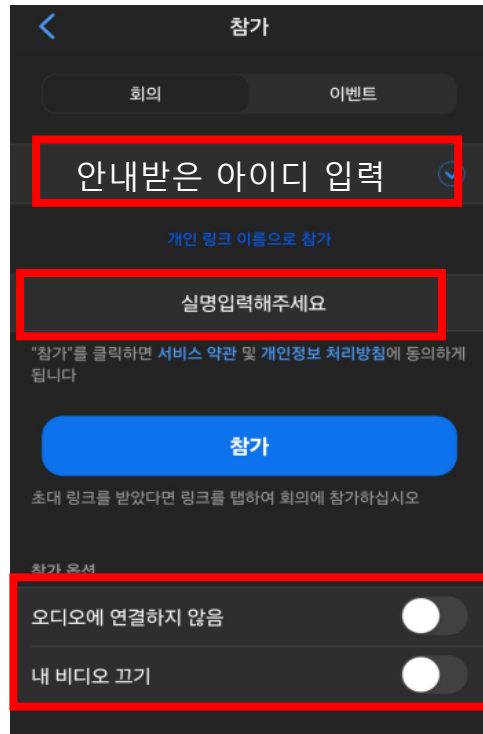 참가
회의
이벤트
안내받은 아이디 입력
개인 링크 이름으로 참가
실명입력해주세요
"참가"를 클릭하면 서비스 약관 및 개인정보 처리방침에 동의하게
됩니다
참가
초대 링크를 받았다면 링크를 탭하여 회의에 참가하십시오
참가 옵션
오디오에 연결하지 않음
내 비디오 끄기